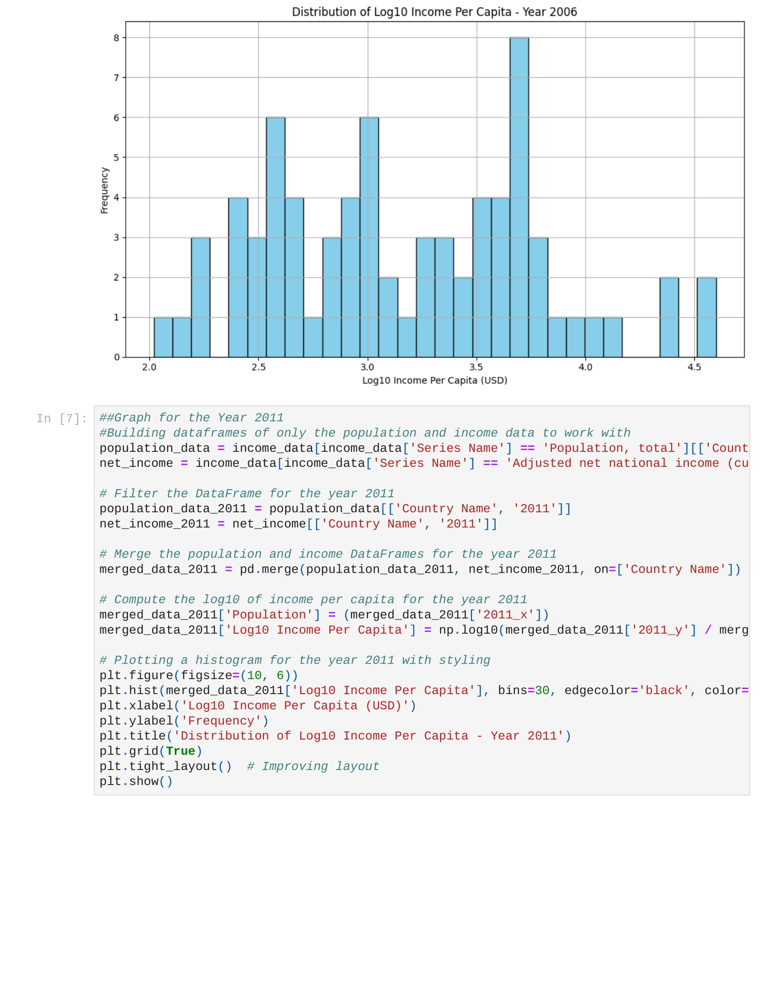 Distribution of Log10 Income Per Capita - Year 2006
8
7
6
5
4
3
2
1
0
Frequency
2.0 2.5 3.0 3.5 4.0 4.5
Log10 Income Per Capita (USD)
In [7]:
##Graph for the Year 2011
#Building dataframes of only the population and income data to work with
population_data = income_data[income_data['Series Name'] == 'Population, total'][['Count
net_income = income_data[income_data['Series Name'] == 'Adjusted net national income (cu
# Filter the DataFrame for the year 2011
population_data_2011 = population_data[['Country Name', '2011']]
net_income_2011 = net_income[['Country Name', '2011']]
# Merge the population and income DataFrames for the year 2011
merged_data_2011 = pd.merge(population_data_2011, net_income_2011, on=['Country Name'])
# Compute the log10 of income per capita for the year 2011
merged_data_2011['Population'] = (merged_data_2011['2011_x'])
merged_data_2011['Log10 Income Per Capita'] = np.log10(merged_data_2011['2011_y'] / merg
# Plotting a histogram for the year 2011 with styling
plt.figure(figsize=(10, 6))
plt.hist(merged_data_2011['Log10 Income Per Capita'], bins=30, edgecolor='black', color=
plt.xlabel('Log10 Income Per Capita (USD)')
plt.ylabel('Frequency')
plt.title('Distribution of Log10 Income Per Capita - Year 2011')
plt.grid(True)
plt.tight_layout()  # Improving layout
plt.show()